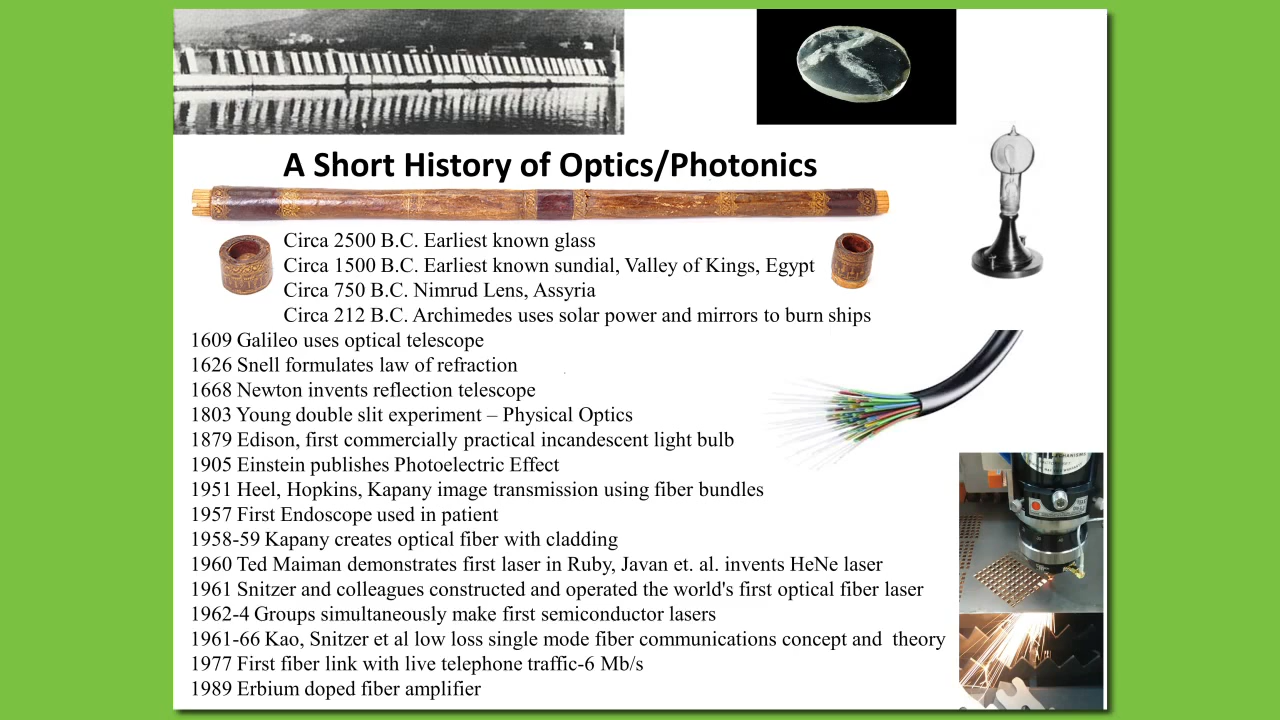 A Short History of Optics/Photonics
Circa 2500 B.C. Earliest known glass
Circa 1500 B.C. Earliest known sundial, Valley of Kings, Egypt
Circa 750 B.C. Nimrud Lens, Assyria
Circa 212 B.C. Archimedes uses solar power and mirrors to burn ships
1609 Galileo uses optical telescope
1626 Snell formulates law of refraction
1668 Newton invents reflection telescope
1803 Young double slit experiment – Physical Optics
1879 Edison, first commercially practical incandescent light bulb
1905 Einstein publishes Photoelectric Effect
1951 Heel, Hopkins, Kapany image transmission using fiber bundles
1957 First Endoscope used in patient
1958-59 Kapany creates optical fiber with cladding
1960 Ted Maiman demonstrates first laser in Ruby, Javan et. al. invents HeNe laser
1961 Snitzer and colleagues constructed and operated the world's first optical fiber laser
1962-4 Groups simultaneously make first semiconductor lasers
1961-66 Kao, Snitzer et al low loss single mode fiber communications concept and theory
1977 First fiber link with live telephone traffic-6 Mb/s
1989 Erbium doped fiber amplifier